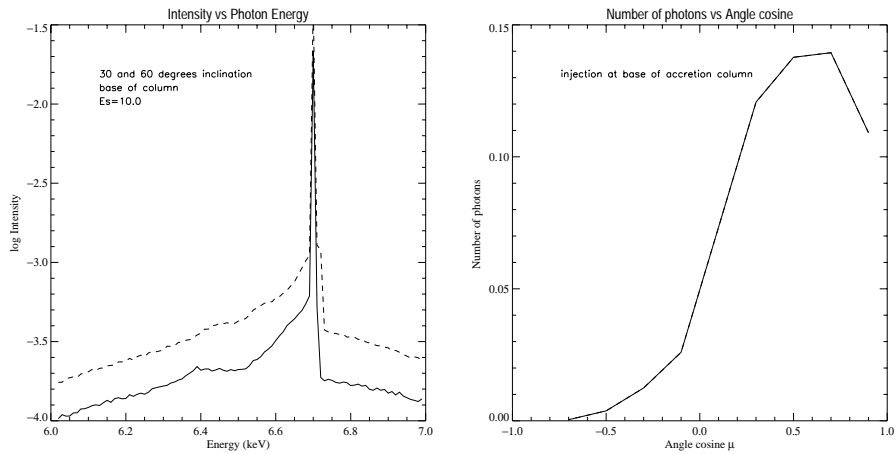 Intensity vs Photon Energy
30 and 60 degrees inclination
base of column
Es=10.0
log Intensity
−1.5
−2.0
−2.5
−3.0
−3.5
−4.0
6.0 6.2 6.4 6.6 6.8 7.0
Energy (keV)
Number of photons vs Angle cosine
injection at base of accretion column
Number of photons
0.15
0.10
0.05
0.00
−1.0 −0.5 0.0 0.5 1.0
Angle cosine μ